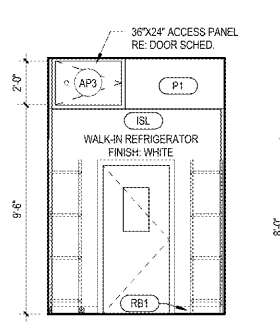 36"X24" ACCESS PANEL
RE: DOOR SCHED.
2'-0"
AP3
P1
ISL
WALK-IN REFRIGERATOR
FINISH: WHITE
9'-6"
8'-0"
RB1